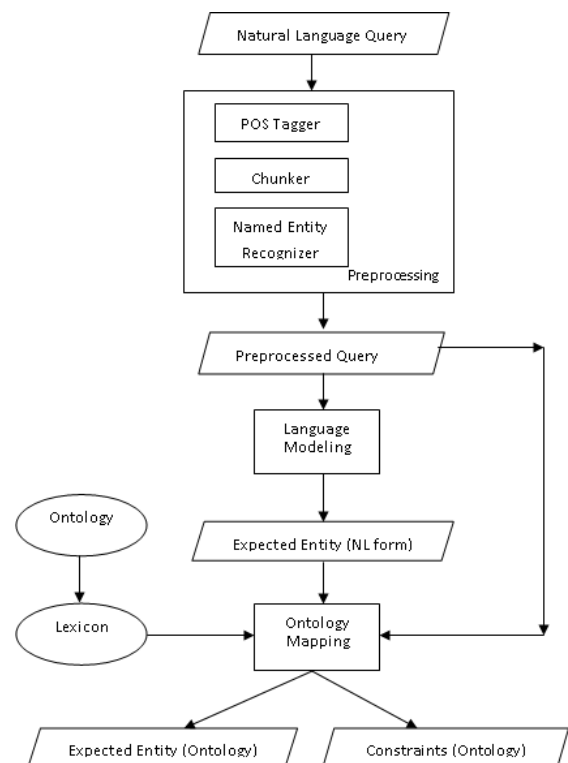 Natural Language Query
POS Tagger
Chunker
Named Entity
Recognizer
Preprocessing
Preprocessed Query
Language
Modeling
Ontology
Expected Entity (NL form)
Lexicon
Ontology
Mapping
Expected Entity (Ontology)
Constraints (Ontology)